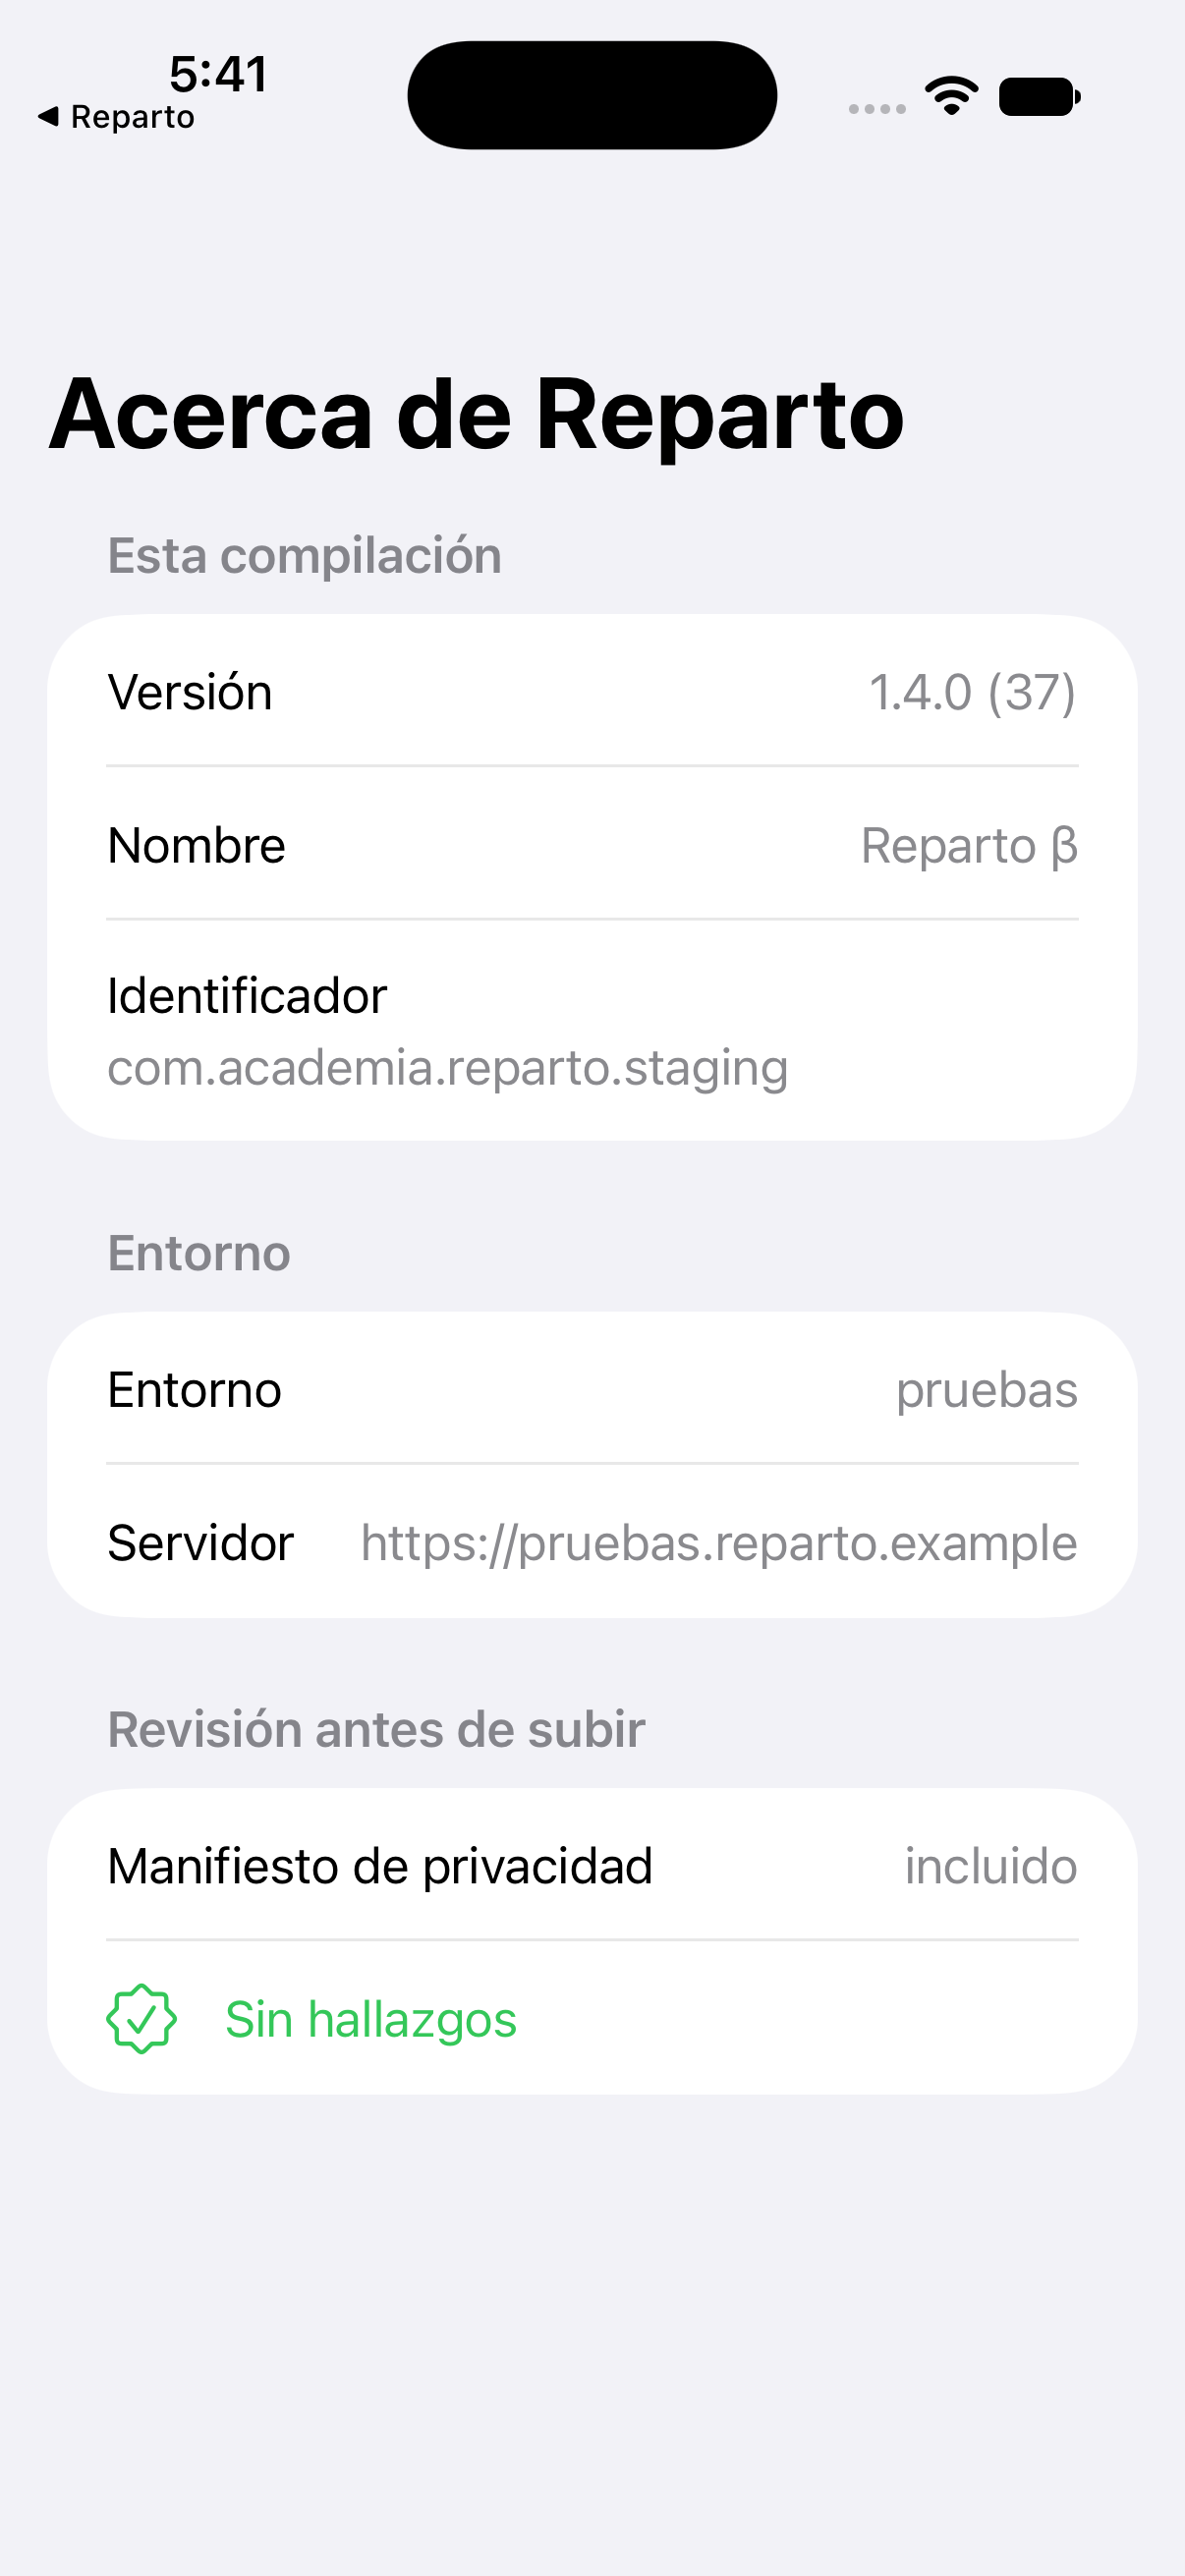 5:41
◀ Reparto
Acerca de Reparto
Esta compilación
Versión 1.4.0 (37)
Nombre Reparto β
Identificador
com.academia.reparto.staging
Entorno
Entorno pruebas
Servidor https://pruebas.reparto.example
Revisión antes de subir
Manifiesto de privacidad incluido
Sin hallazgos